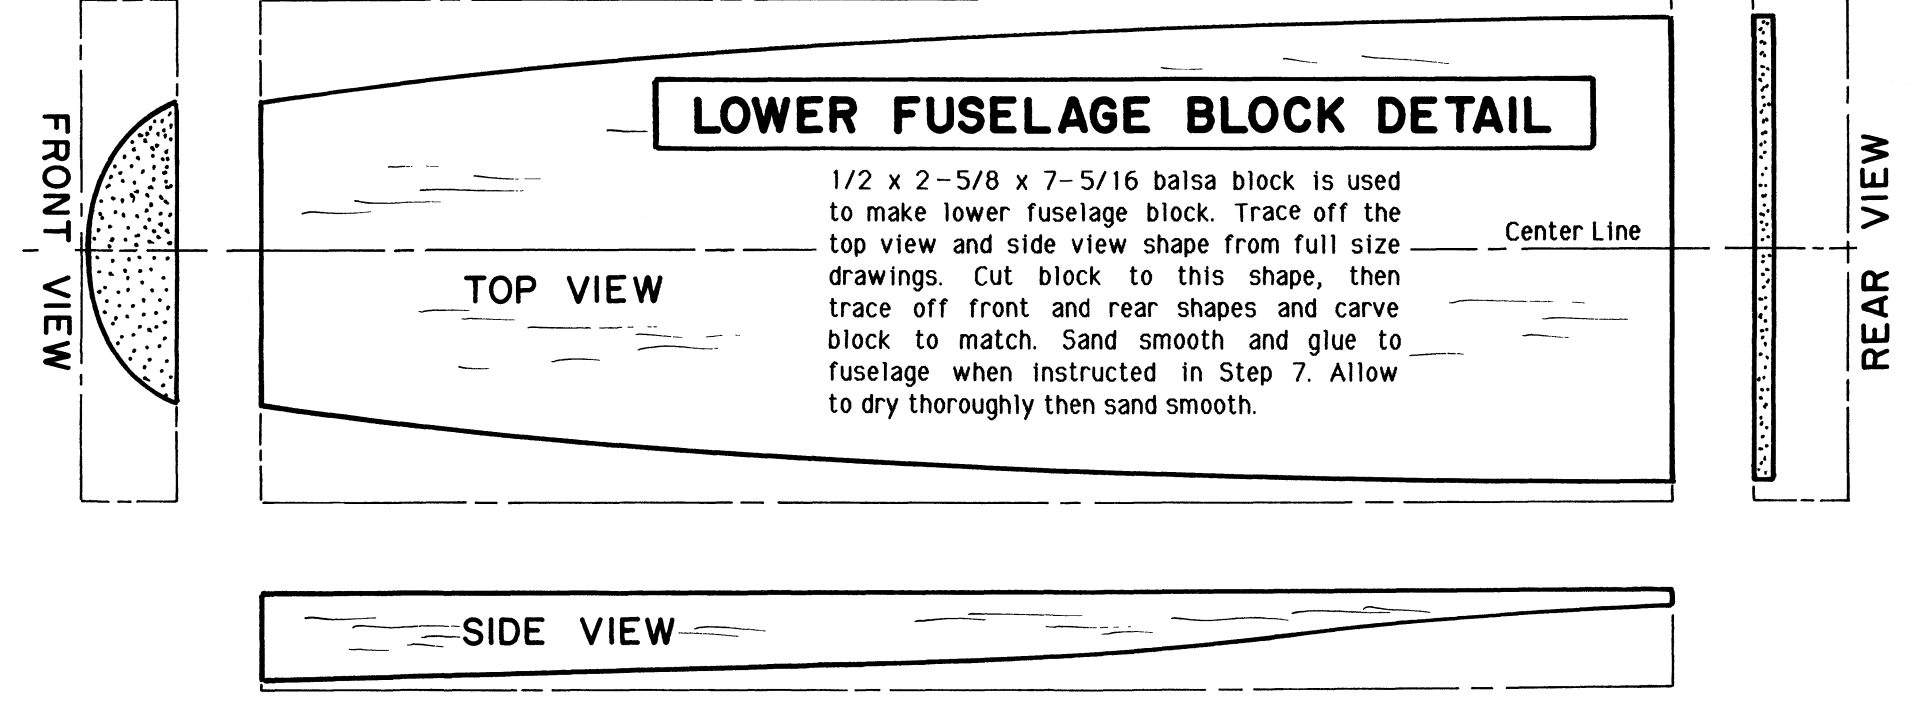 LOWER FUSELAGE BLOCK DETAIL
1/2 x 2-5/8 x 7-5/16 balsa block is used
to make lower fuselage block. Trace off the
top view and side view shape from full size
drawings. Cut block to this shape, then
trace off front and rear shapes and carve
block to match. Sand smooth and glue to
fuselage when instructed in Step 7. Allow
to dry thoroughly then sand smooth.
FRONT VIEW
TOP VIEW
Center Line
REAR VIEW
SIDE VIEW